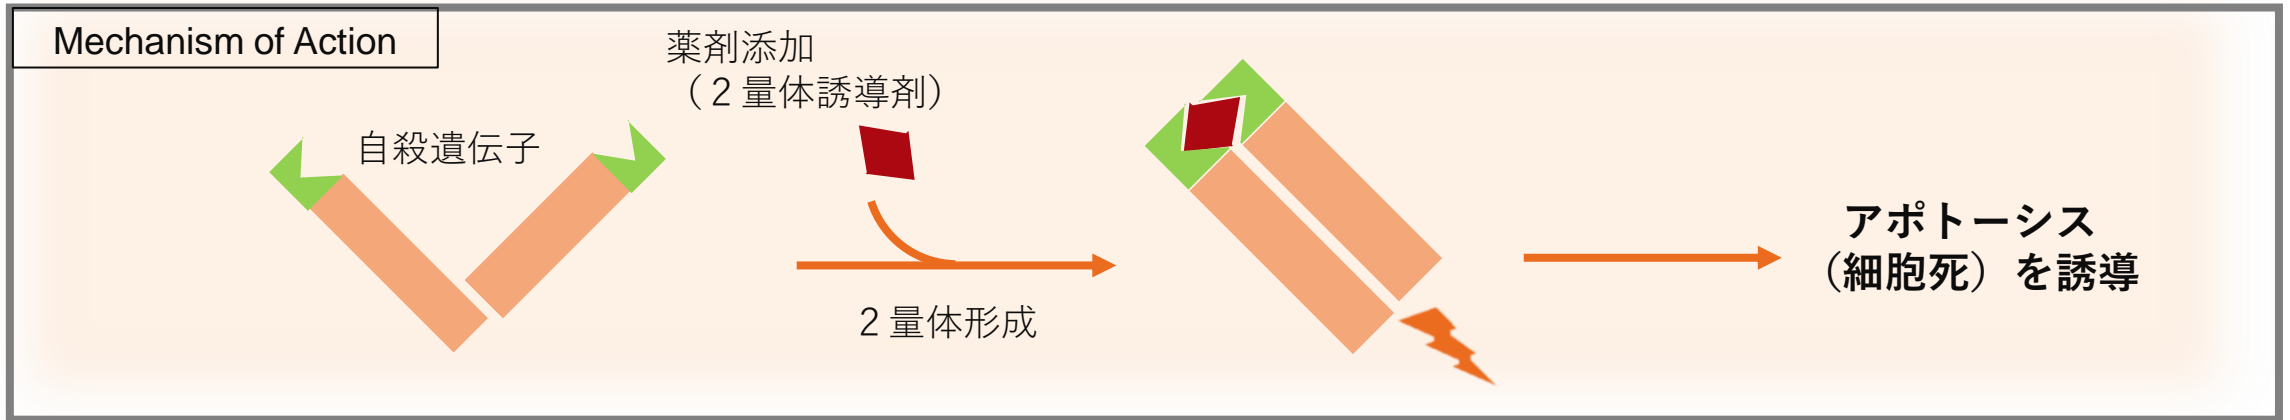 Mechanism of Action
薬剤添加
（２量体誘導剤）
自殺遺伝子
２量体形成
アポトーシス
（細胞死）を誘導